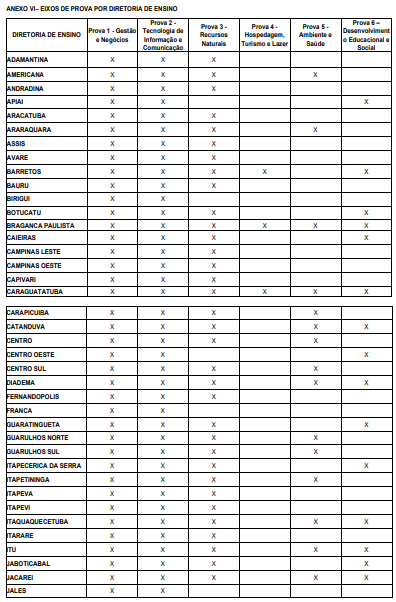 ANEXO VI– EIXOS DE PROVA POR DIRETORIA DE ENSINO
DIRETORIA DE ENSINO
Prova 1 - Gestão
e Negócios
Prova 2 -
Tecnologia de
Informação e
Comunicação
Prova 3 -
Recursos
Naturais
Prova 4 -
Hospedagem,
Turismo e Lazer
Prova 5 -
Ambiente e
Saúde
Prova 6 –
Desenvolviment
o Educacional e
Social
ADAMANTINA X X X
AMERICANA X X X X
ANDRADINA X X X
APIAI X X X
ARACATUBA X X X
ARARAQUARA X X X X
ASSIS X X X
AVARE X X X
BARRETOS X X X X X
BAURU X X X
BIRIGUI X X
BOTUCATU X X X X
BRAGANCA PAULISTA X X X X X X
CAIEIRAS X X X X
CAMPINAS LESTE X X X
CAMPINAS OESTE X X X
CAPIVARI X X X
CARAGUATATUBA X X X X X X
CARAPICUIBA X X X X
CATANDUVA X X X X X
CENTRO X X X X
CENTRO OESTE X X X
CENTRO SUL X X X X
DIADEMA X X X X X
FERNANDOPOLIS X X X
FRANCA X X
GUARATINGUETA X X X X
GUARULHOS NORTE X X X X
GUARULHOS SUL X X X X
ITAPECERICA DA SERRA X X X X
ITAPETININGA X X X X
ITAPEVA X X X
ITAPEVI X X X
ITAQUAQUECETUBA X X X X X
ITARARE X X X
ITU X X X X X
JABOTICABAL X X X X
JACAREI X X X X X
JALES X X